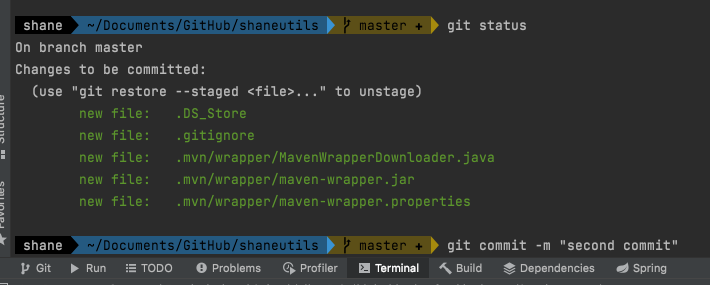 shane ~/Documents/GitHub/shaneutils master + git status
On branch master
Changes to be committed:
(use "git restore --staged <file>..." to unstage)
new file: .DS_Store
new file: .gitignore
new file: .mvn/wrapper/MavenWrapperDownloader.java
new file: .mvn/wrapper/maven-wrapper.jar
new file: .mvn/wrapper/maven-wrapper.properties
shane ~/Documents/GitHub/shaneutils master + git commit -m "second commit"
Structure
Favorites
Git Run TODO Problems Profiler Terminal Build Dependencies Spring